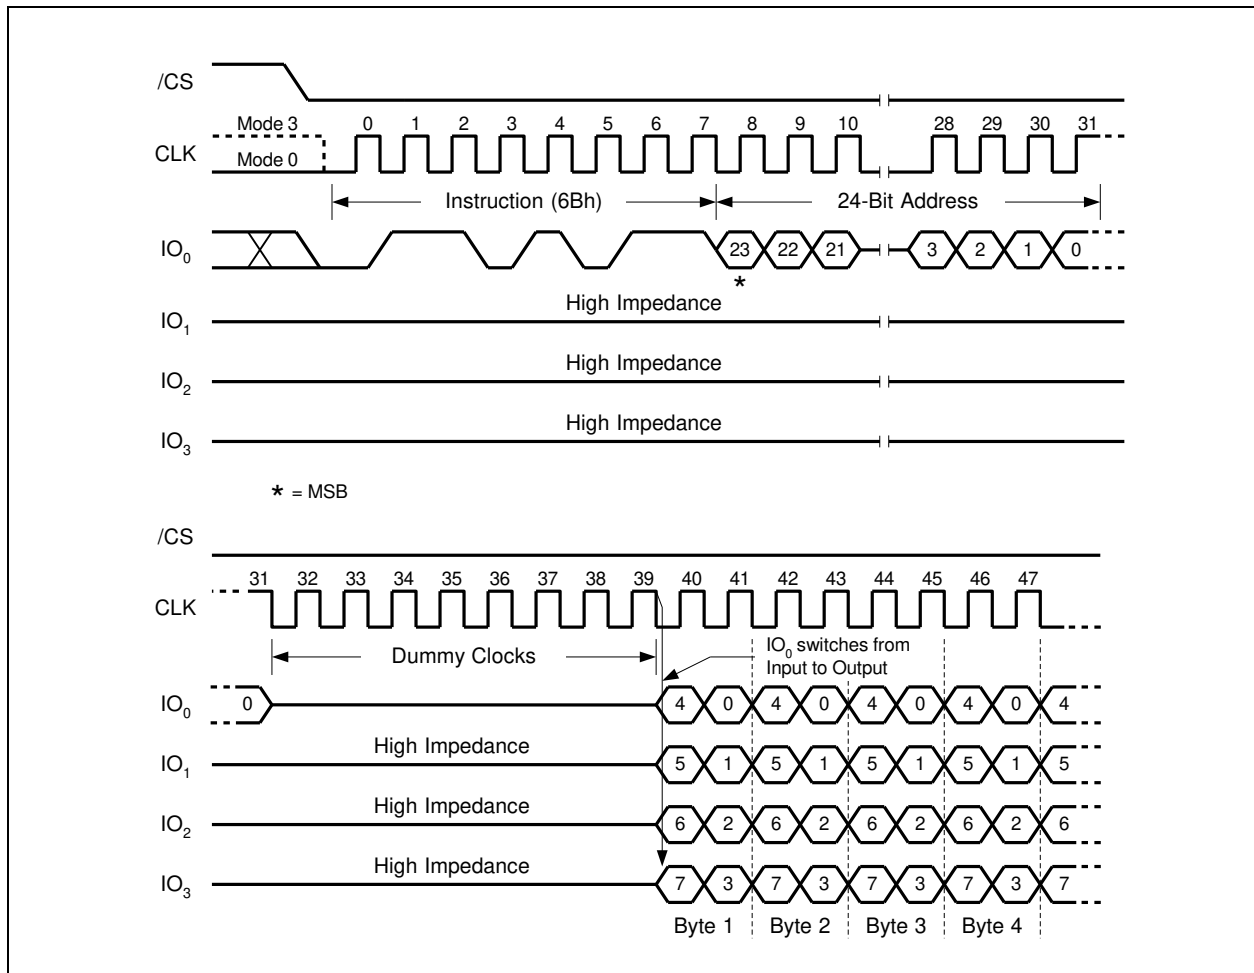 /CS
Mode 3 0 1 2 3 4 5 6 7 8 9 10 28 29 30 31
CLK
Mode 0
Instruction (6Bh) 24-Bit Address
IO0 23 22 21 3 2 1 0
*
High Impedance
IO1
High Impedance
IO2
High Impedance
IO3
* = MSB
/CS
31 32 33 34 35 36 37 38 39 40 41 42 43 44 45 46 47
CLK
Dummy Clocks
IO0 switches from
Input to Output
IO0 0 4 0 4 0 4 0 4 0 4
High Impedance
IO1 5 1 5 1 5 1 5 1 5
High Impedance
IO2 6 2 6 2 6 2 6 2 6
High Impedance
IO3 7 3 7 3 7 3 7 3 7
Byte 1 Byte 2 Byte 3 Byte 4